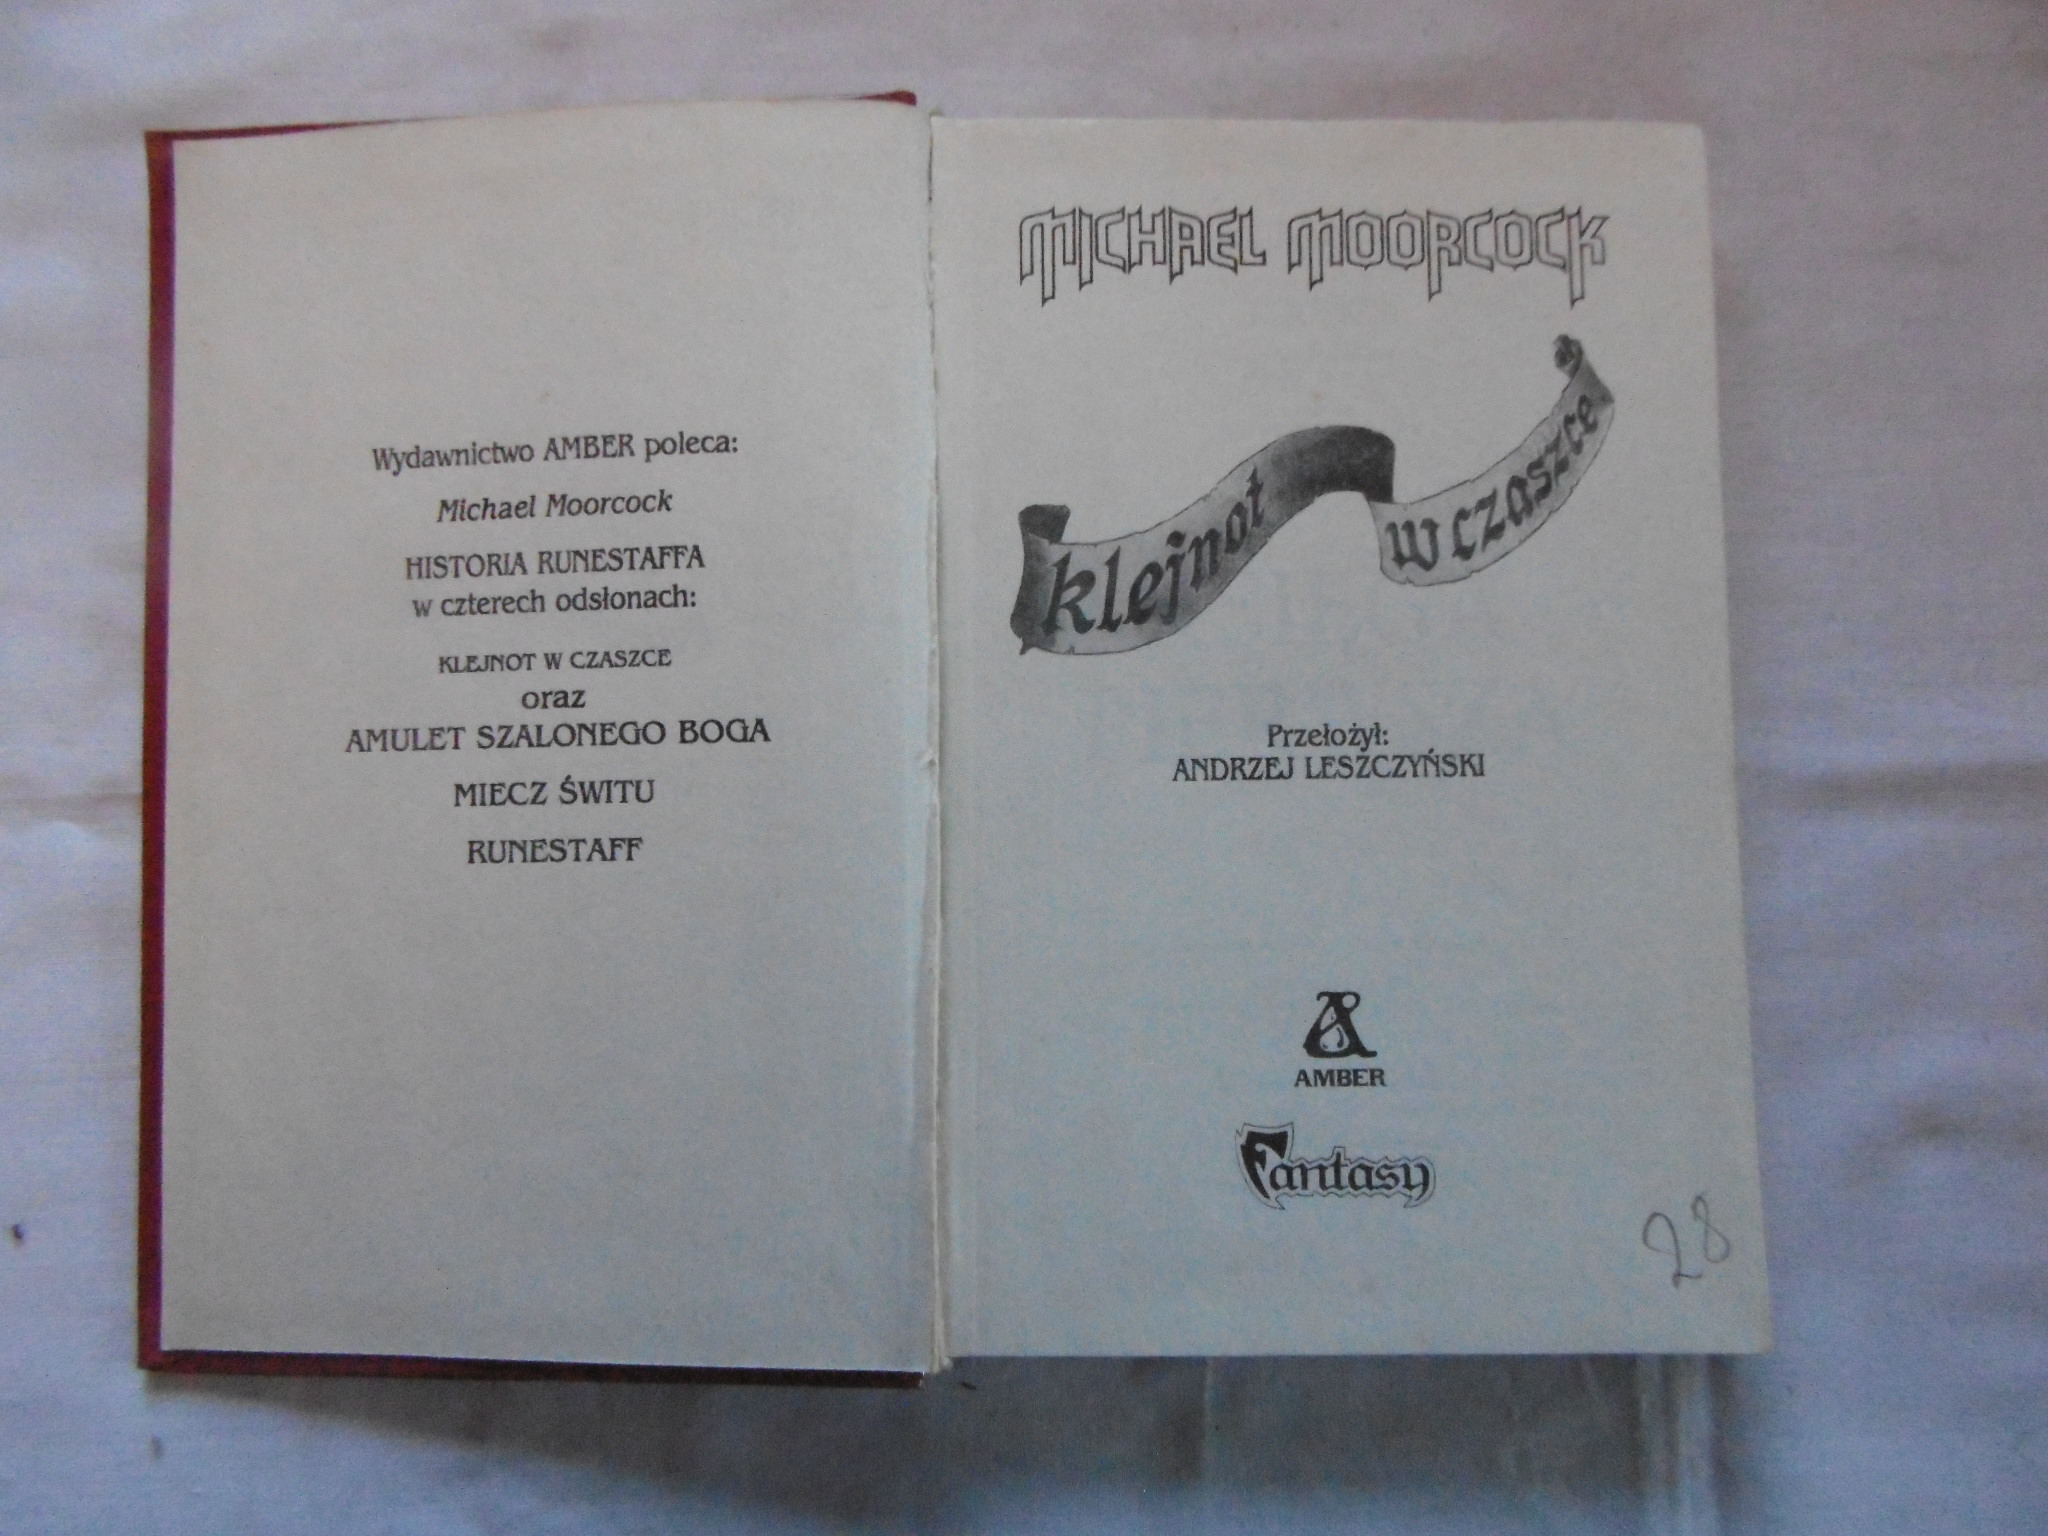 Wydawnictwo AMBER poleca:
Michael Moorcock
HISTORIA RUNESTAFFA
w czterech odsłonach:
KLEJNOT W CZASZCE
oraz
AMULET SZALONEGO BOGA
MIECZ ŚWITU
RUNESTAFF
MICHAEL MOORCOCK
klejnot w czaszce
Przełożył:
ANDRZEJ LESZCZYŃSKI
A
AMBER
Fantasy
28